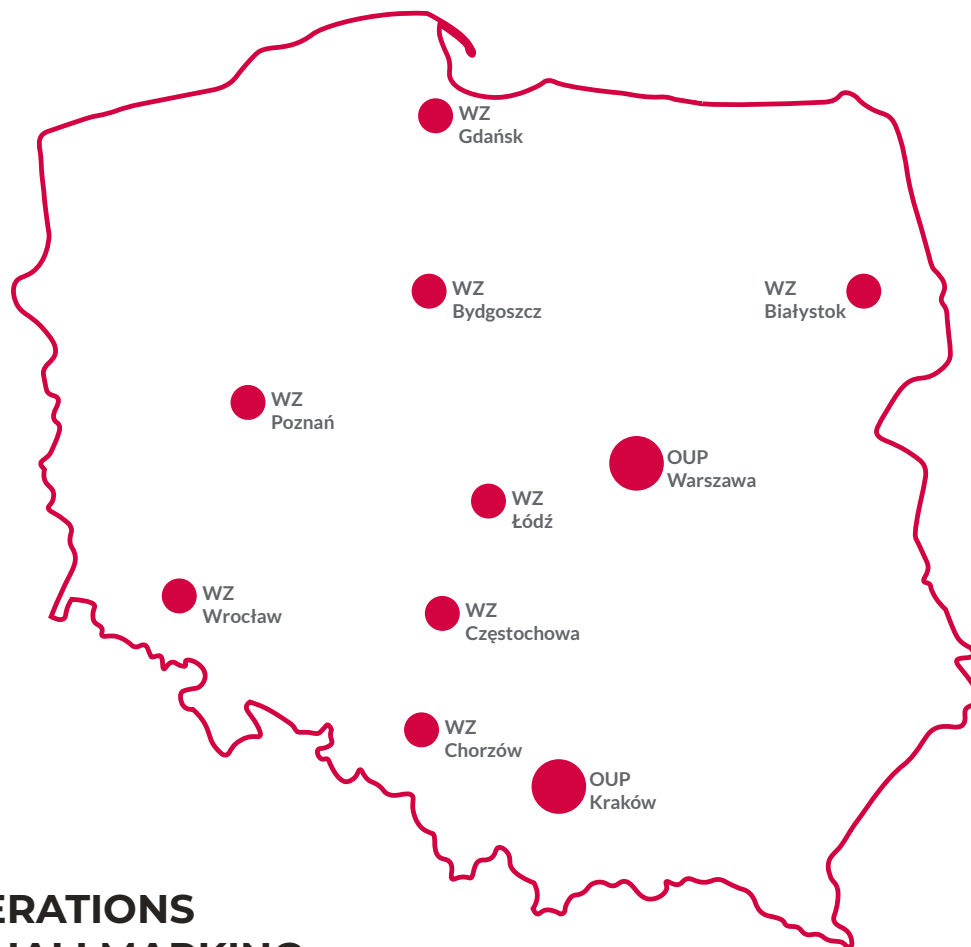 WZ
Gdańsk
WZ
Bydgoszcz
WZ
Białystok
WZ
Poznań
OUP
Warszawa
WZ
Łódź
WZ
Wrocław
WZ
Częstochowa
WZ
Chorzów
OUP
Kraków
ERATIONS
HALLMARKING